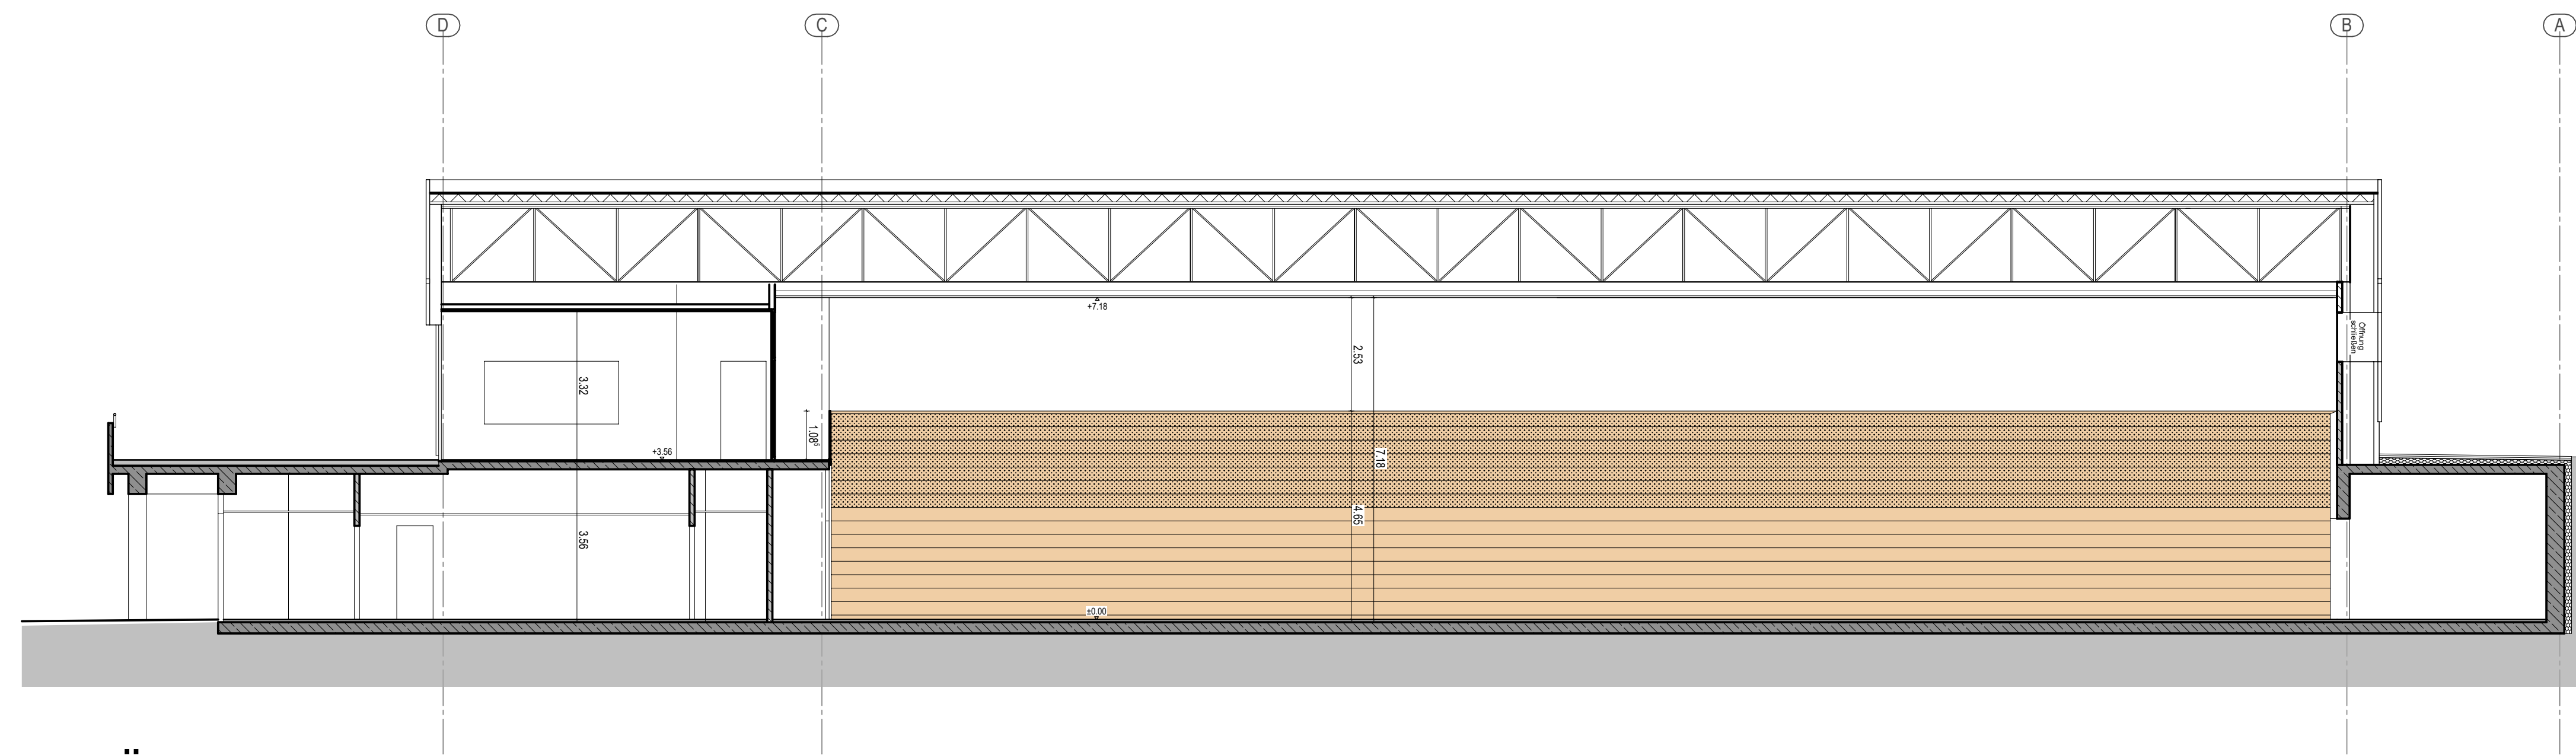 D
C
B
A
+7.18
Öffnung
schließen
2.53
3.32
1.08⁵
+3.56
7.18
4.65
3.56
±0.00